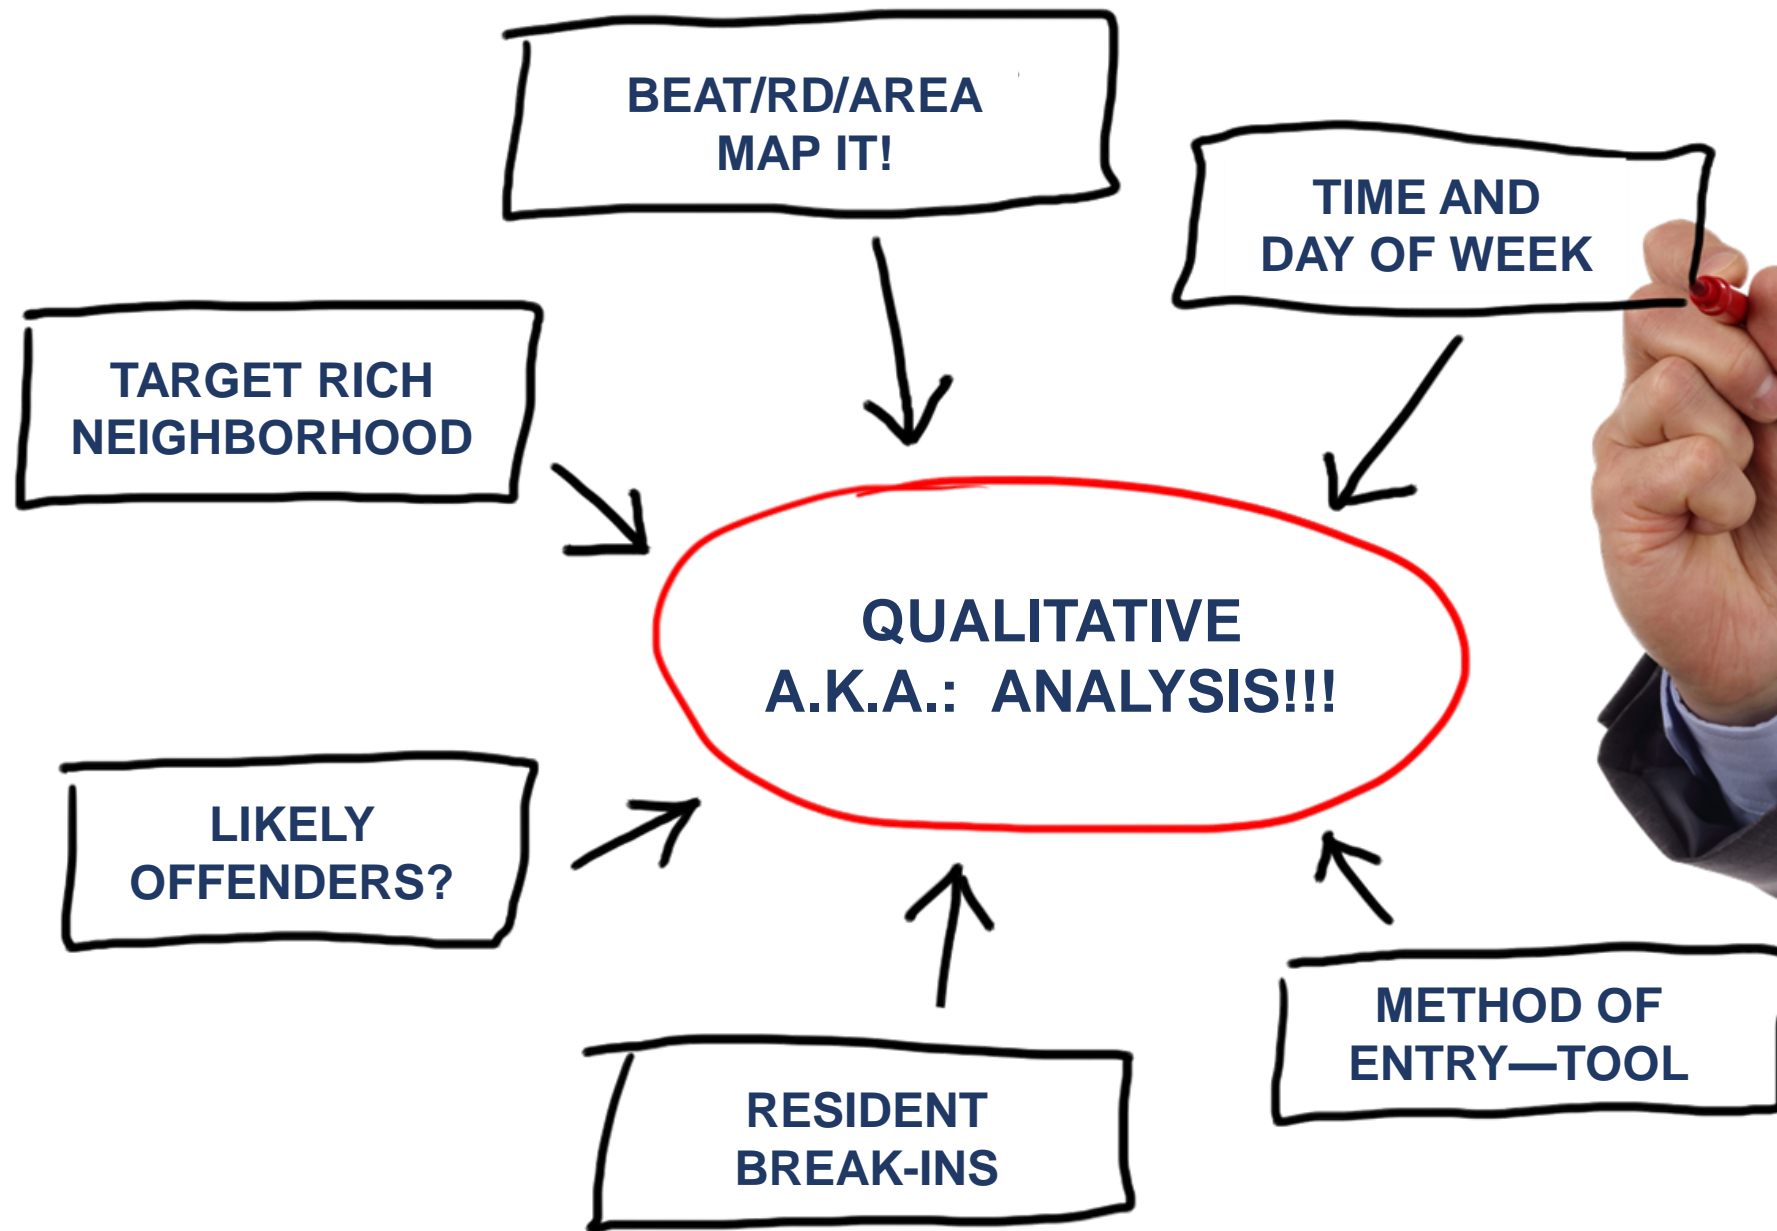 BEAT/RD/AREA
MAP IT!
TIME AND
DAY OF WEEK
TARGET RICH
NEIGHBORHOOD
QUALITATIVE
A.K.A.: ANALYSIS!!!
LIKELY
OFFENDERS?
METHOD OF
ENTRY—TOOL
RESIDENT
BREAK-INS